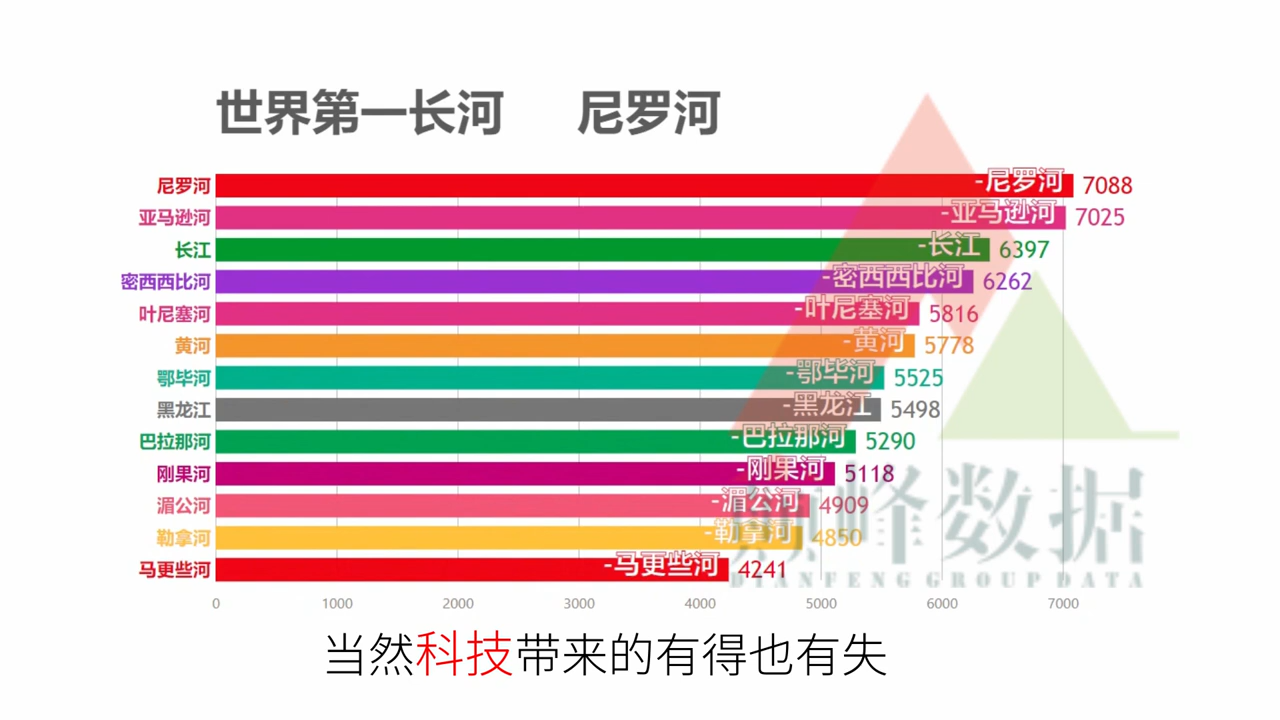 世界第一长河 尼罗河
尼罗河 -尼罗河 7088
亚马逊河 -亚马逊河 7025
长江 -长江 6397
密西西比河 -密西西比河 6262
叶尼塞河 -叶尼塞河 5816
黄河 -黄河 5778
鄂毕河 -鄂毕河 5525
黑龙江 -黑龙江 5498
巴拉那河 -巴拉那河 5290
刚果河 -刚果河 5118
湄公河 -湄公河 4909
勒拿河 -勒拿河 4850
马更些河 -马更些河 4241
0 1000 2000 3000 4000 5000 6000 7000
巅峰数据
DIANFENG GROUP DATA
当然科技带来的有得也有失